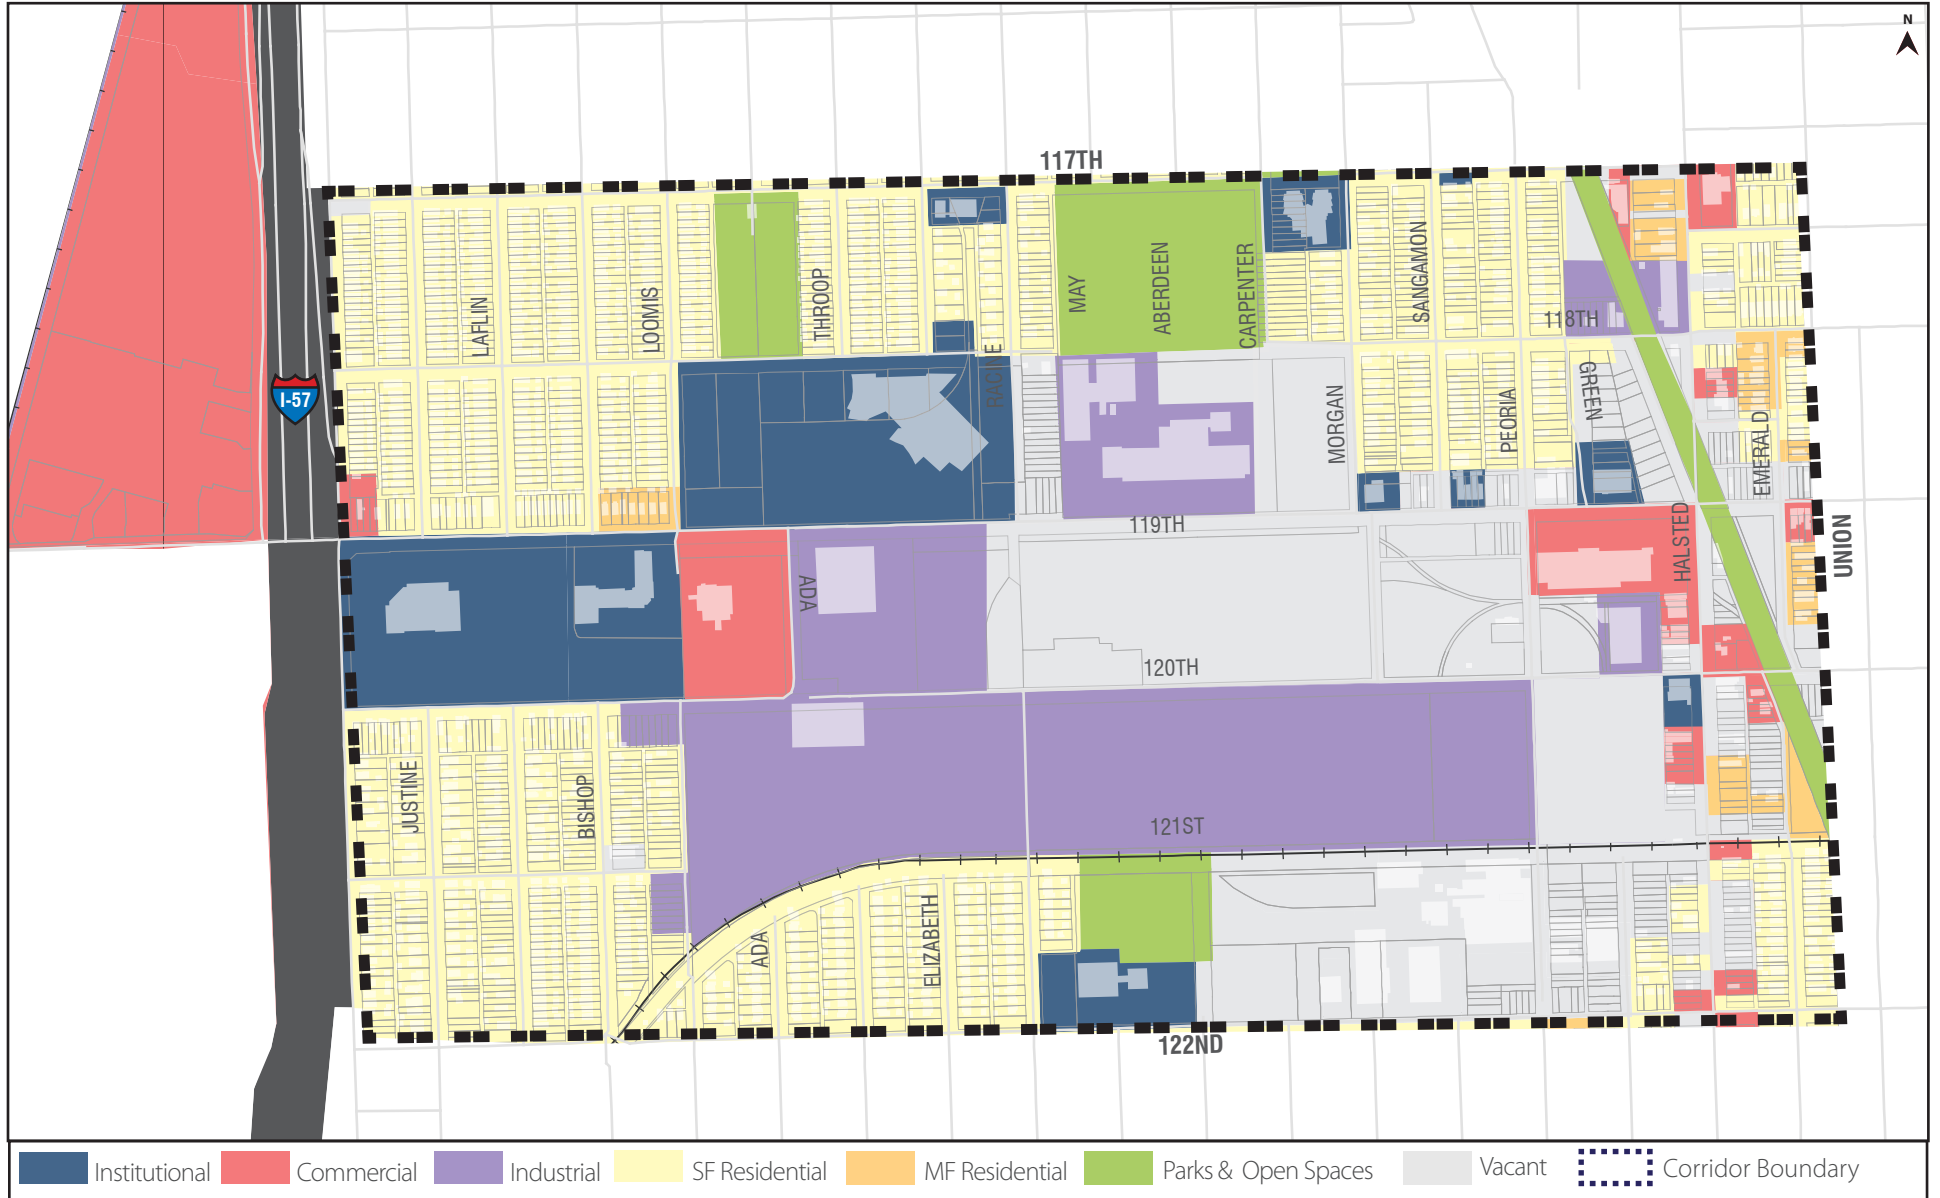 N
117TH
LAFLIN
LOOMIS
THROOP
RACINE
MAY
ABERDEEN
CARPENTER
SANGAMON
118TH
I-57
MORGAN
PEORIA
GREEN
EMERALD
119TH
HALSTED
UNION
ADA
120TH
JUSTINE
BISHOP
121ST
ADA
ELIZABETH
122ND
Institutional
Commercial
Industrial
SF Residential
MF Residential
Parks & Open Spaces
Vacant
Corridor Boundary